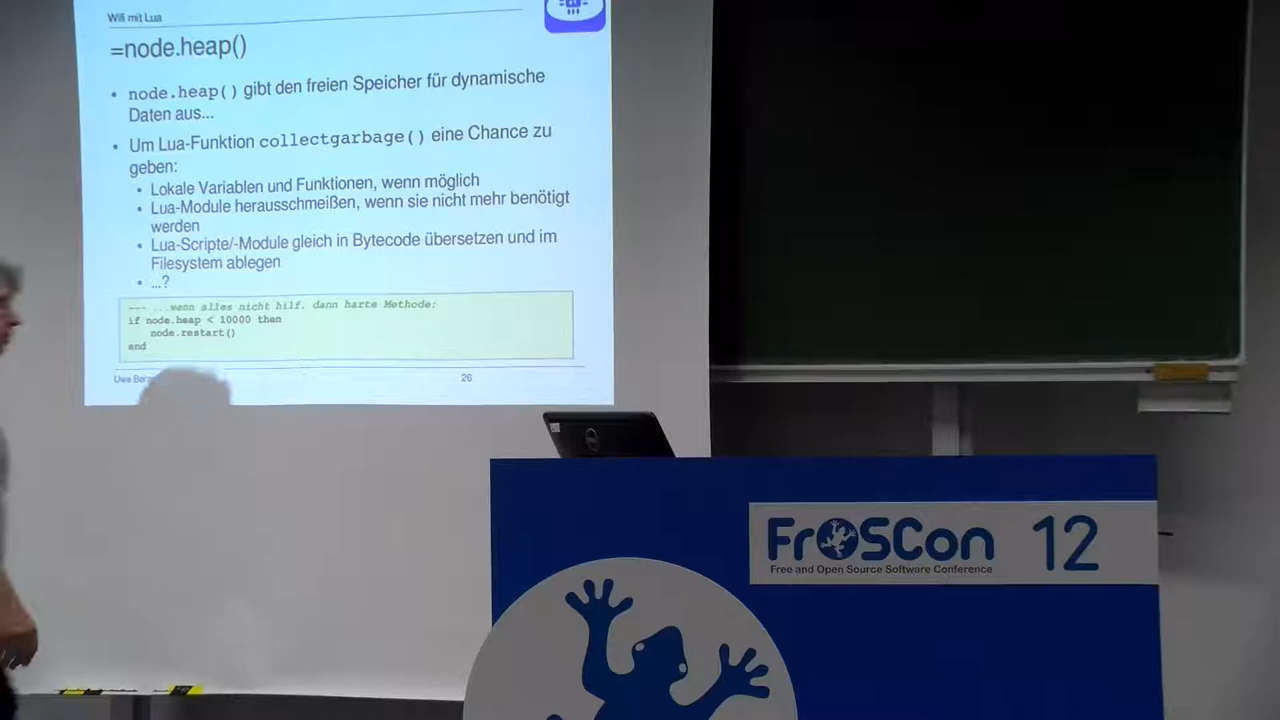 Wifi mit Lua
=node.heap()
• node.heap() gibt den freien Speicher für dynamische
Daten aus...
• Um Lua-Funktion collectgarbage() eine Chance zu
geben:
• Lokale Variablen und Funktionen, wenn möglich
• Lua-Module herausschmeißen, wenn sie nicht mehr benötigt
werden
• Lua-Scripte/-Module gleich in Bytecode übersetzen und im
Filesystem ablegen
• ...?
--- ...wenn alles nicht hilf, dann harte Methode:
if node.heap < 10000 then
node.restart()
end
Uwe
26
FrOSCon 12
Free and Open Source Software Conference